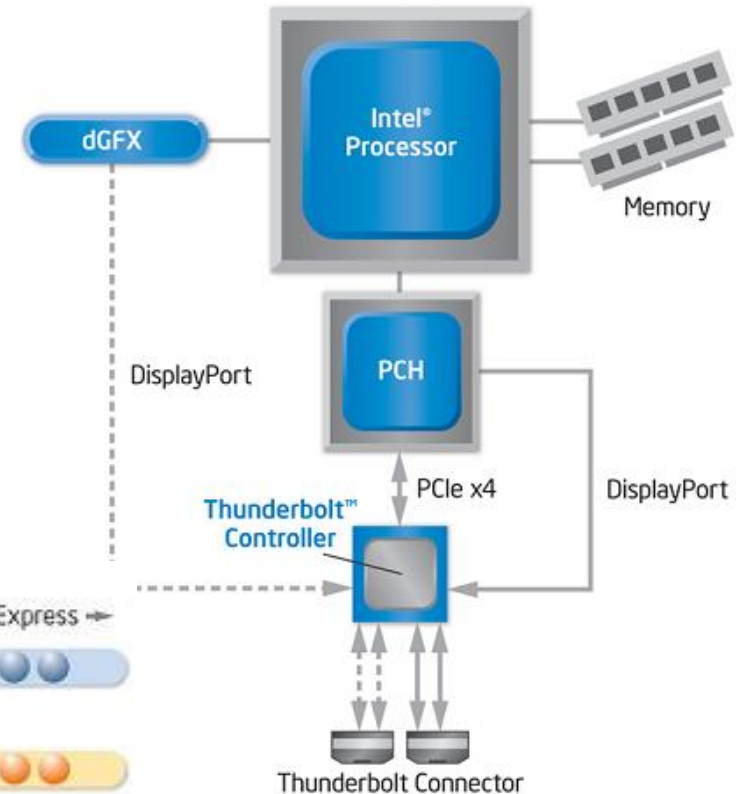 Intel®
Processor
dGFX
Memory
DisplayPort
PCH
PCIe x4
DisplayPort
Thunderbolt™
Controller
Express
Thunderbolt Connector